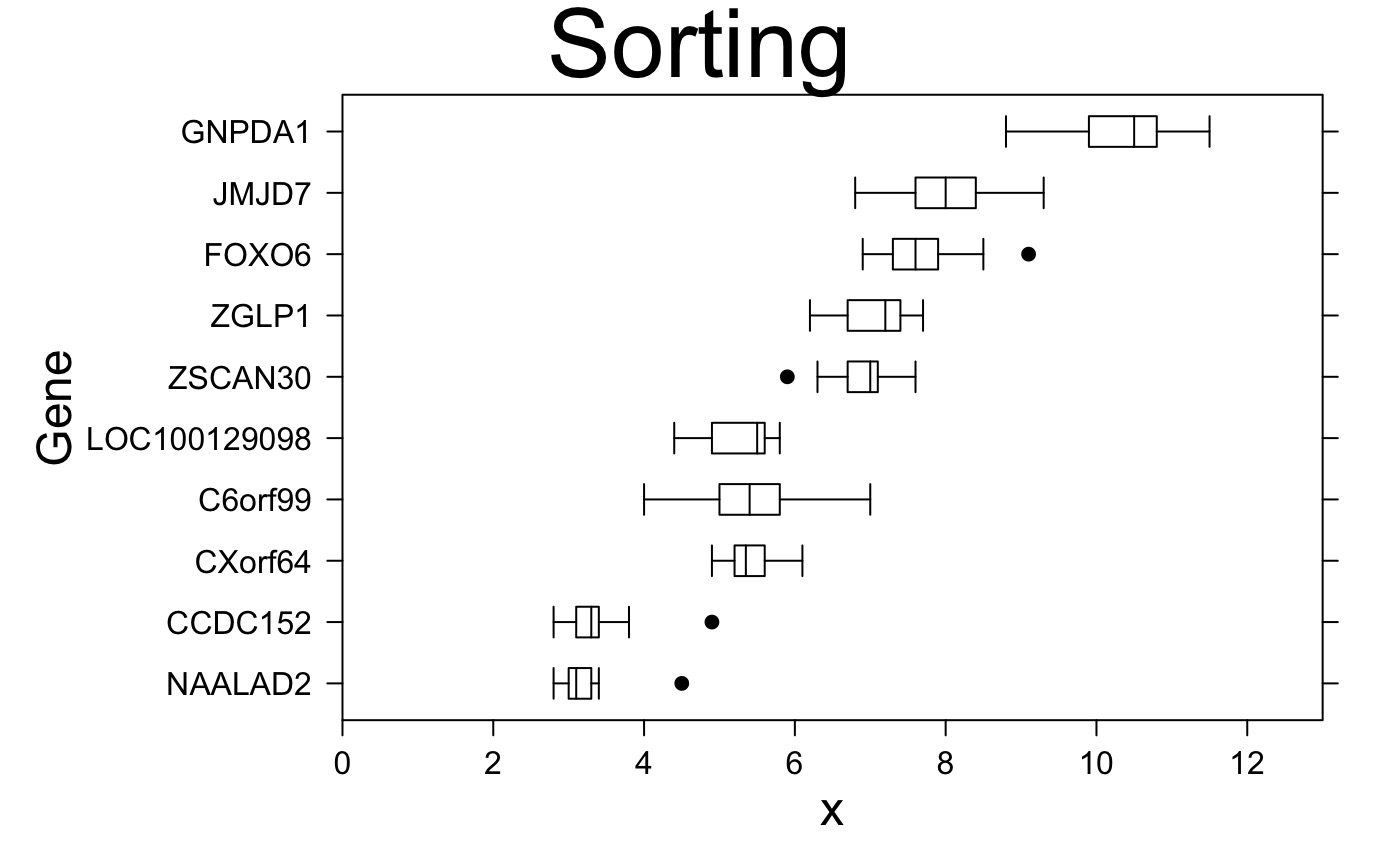 Sorting
Gene
GNPDA1
JMJD7
FOXO6
ZGLP1
ZSCAN30
LOC100129098
C6orf99
CXorf64
CCDC152
NAALAD2
0 2 4 6 8 10 12
x